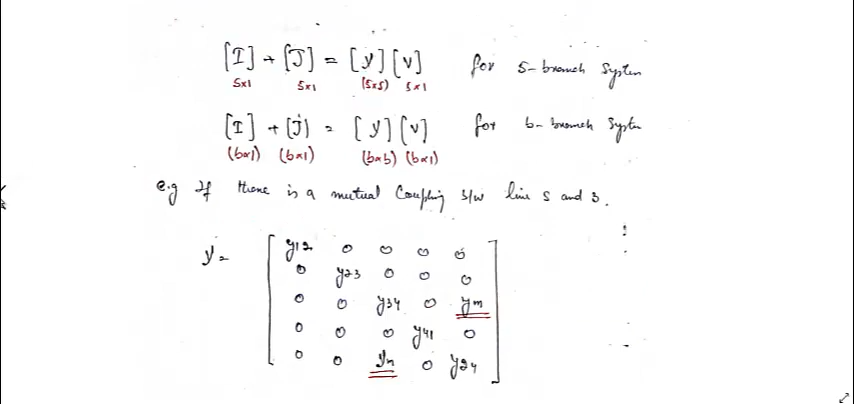 [I] + [J] = [y] [v] for 5-branch System
5x1 5x1 (5x5) 5x1
[I] + [J] = [y] [v] for b-branch Syste
(bx1) (bx1) (bxb) (bx1)
e.g If there is a mutual Coupling b/w line 5 and 3.
y= [ y12 0 0 0 0
0 y23 0 0 0
0 0 y34 0 ym
0 0 0 y41 0
0 0 ym 0 y24 ]